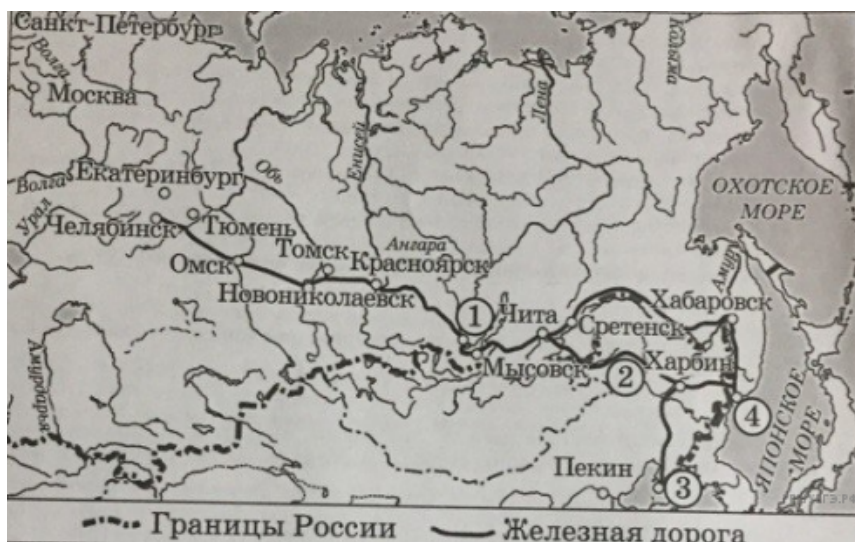 Санкт-Петербург
Волга
Москва
Колыма
Лена
Енисей
Обь
Волга
Екатеринбург
ОХОТСКОЕ
МОРЕ
Урал
Челябинск
Тюмень
Ангара
Амур
Томск
Красноярск
Омск
Новониколаевск
1
Чита
Хабаровск
Сретенск
Мысовск
2
Харбин
Амударья
4
ЯПОНСКОЕ
МОРЕ
Пекин
3
Границы России
Железная дорога